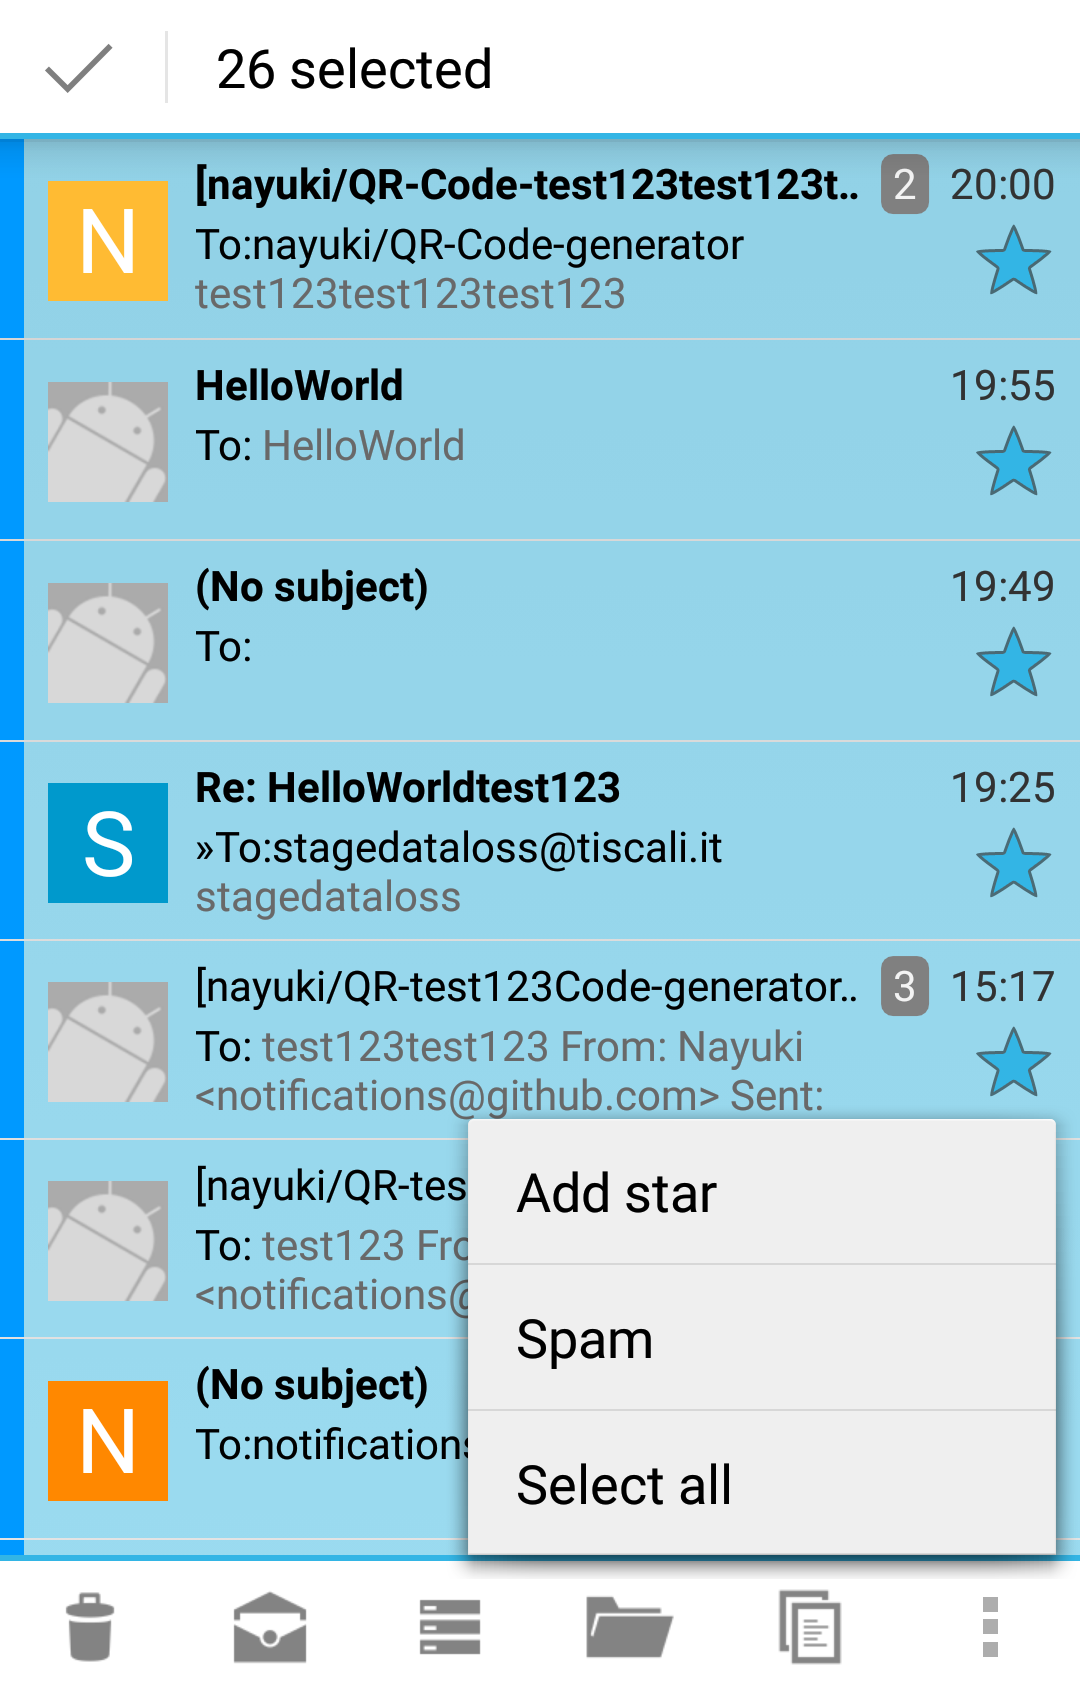 26 selected
[nayuki/QR-Code-test123test123t.. 2 20:00
N
To:nayuki/QR-Code-generator
test123test123test123
HelloWorld 19:55
To: HelloWorld
(No subject) 19:49
To:
Re: HelloWorldtest123 19:25
S
»To:stagedataloss@tiscali.it
stagedataloss
[nayuki/QR-test123Code-generator.. 3 15:17
To: test123test123 From: Nayuki
<notifications@github.com> Sent:
[nayuki/QR-tes
To: test123 Fro
<notifications@
(No subject)
N
To:notifications
Add star
Spam
Select all